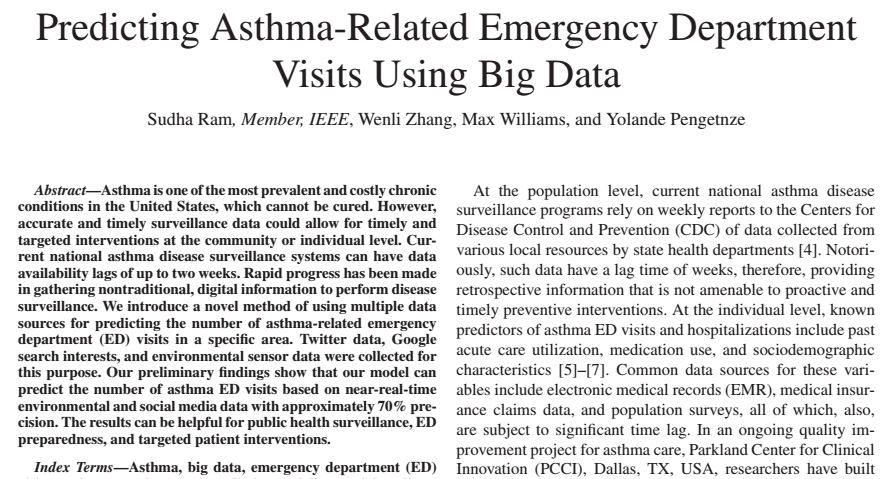 Predicting Asthma-Related Emergency Department
Visits Using Big Data
Sudha Ram, Member, IEEE, Wenli Zhang, Max Williams, and Yolande Pengetnze
Abstract—Asthma is one of the most prevalent and costly chronic
conditions in the United States, which cannot be cured. However,
accurate and timely surveillance data could allow for timely and
targeted interventions at the community or individual level. Cur-
rent national asthma disease surveillance systems can have data
availability lags of up to two weeks. Rapid progress has been made
in gathering nontraditional, digital information to perform disease
surveillance. We introduce a novel method of using multiple data
sources for predicting the number of asthma-related emergency
department (ED) visits in a specific area. Twitter data, Google
search interests, and environmental sensor data were collected for
this purpose. Our preliminary findings show that our model can
predict the number of asthma ED visits based on near-real-time
environmental and social media data with approximately 70% pre-
cision. The results can be helpful for public health surveillance, ED
preparedness, and targeted patient interventions.
Index Terms—Asthma, big data, emergency department (ED)
At the population level, current national asthma disease
surveillance programs rely on weekly reports to the Centers for
Disease Control and Prevention (CDC) of data collected from
various local resources by state health departments [4]. Notori-
ously, such data have a lag time of weeks, therefore, providing
retrospective information that is not amenable to proactive and
timely preventive interventions. At the individual level, known
predictors of asthma ED visits and hospitalizations include past
acute care utilization, medication use, and sociodemographic
characteristics [5]–[7]. Common data sources for these vari-
ables include electronic medical records (EMR), medical insur-
ance claims data, and population surveys, all of which, also,
are subject to significant time lag. In an ongoing quality im-
provement project for asthma care, Parkland Center for Clinical
Innovation (PCCI), Dallas, TX, USA, researchers have built